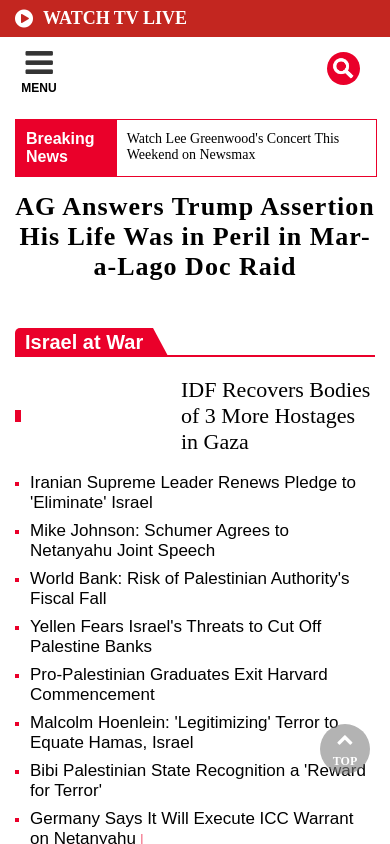 WATCH TV LIVE
MENU
Breaking
News
Watch Lee Greenwood's Concert This
Weekend on Newsmax
AG Answers Trump Assertion
His Life Was in Peril in Mar-
a-Lago Doc Raid
Israel at War
IDF Recovers Bodies
of 3 More Hostages
in Gaza
Iranian Supreme Leader Renews Pledge to
'Eliminate' Israel
Mike Johnson: Schumer Agrees to
Netanyahu Joint Speech
World Bank: Risk of Palestinian Authority's
Fiscal Fall
Yellen Fears Israel's Threats to Cut Off
Palestine Banks
Pro-Palestinian Graduates Exit Harvard
Commencement
Malcolm Hoenlein: 'Legitimizing' Terror to
Equate Hamas, Israel
Bibi Palestinian State Recognition a 'Reward
for Terror'
TOP
Germany Says It Will Execute ICC Warrant
on Netanyahu |